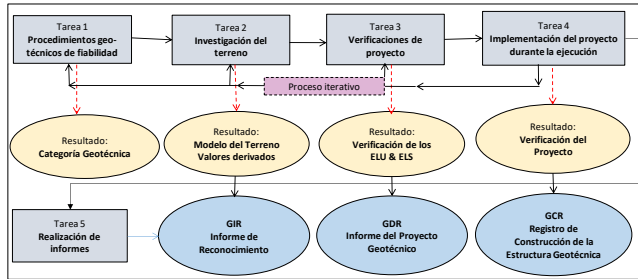 Tarea 1
Procedimientos geo-
técnicos de fiabilidad
Tarea 2
Investigación del
terreno
Tarea 3
Verificaciones de
proyecto
Tarea 4
Implementación del proyecto
durante la ejecución
Proceso iterativo
Resultado:
Categoría Geotécnica
Resultado:
Modelo del Terreno
Valores derivados
Resultado:
Verificación de los
ELU & ELS
Resultado:
Verificación del
Proyecto
Tarea 5
Realización de
informes
GIR
Informe de
Reconocimiento
GDR
Informe del Proyecto
Geotécnico
GCR
Registro de
Construcción de la
Estructura Geotécnica